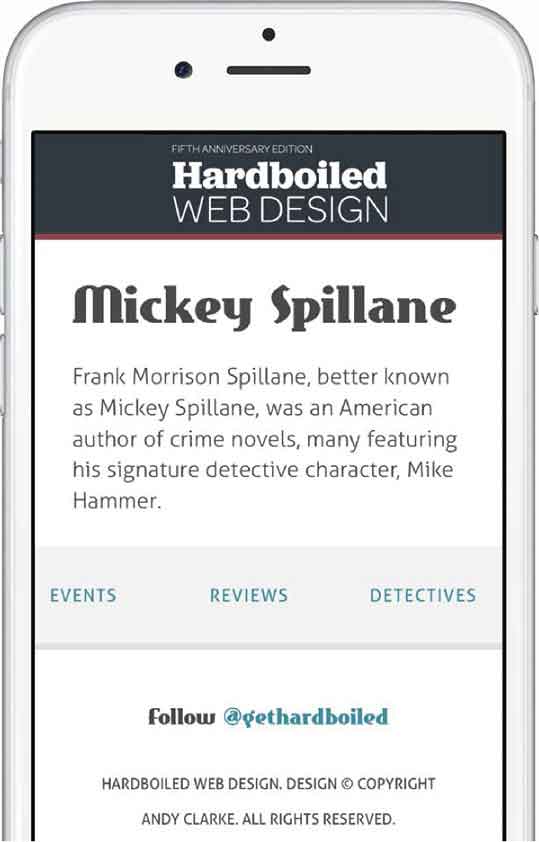 FIFTH ANNIVERSARY EDITION
Hardboiled
WEB DESIGN
Mickey Spillane
Frank Morrison Spillane, better known
as Mickey Spillane, was an American
author of crime novels, many featuring
his signature detective character, Mike
Hammer.
EVENTS REVIEWS DETECTIVES
Follow @gethardboiled
HARDBOILED WEB DESIGN. DESIGN © COPYRIGHT
ANDY CLARKE. ALL RIGHTS RESERVED.